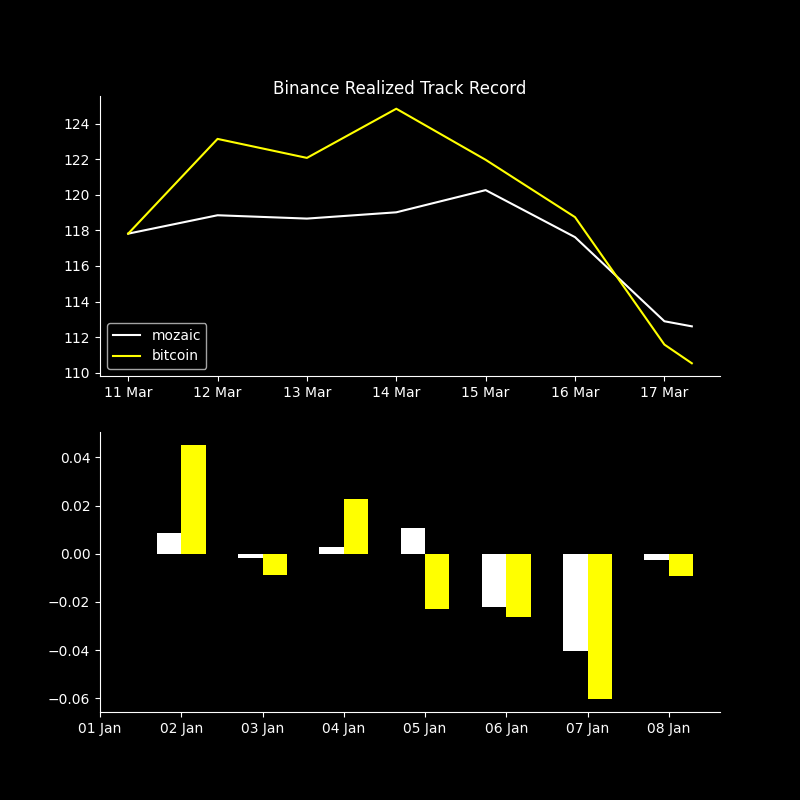 Binance Realized Track Record
124
122
120
118
116
114
112
110
mozaic
bitcoin
11 Mar 12 Mar 13 Mar 14 Mar 15 Mar 16 Mar 17 Mar
0.04
0.02
0.00
−0.02
−0.04
−0.06
01 Jan 02 Jan 03 Jan 04 Jan 05 Jan 06 Jan 07 Jan 08 Jan